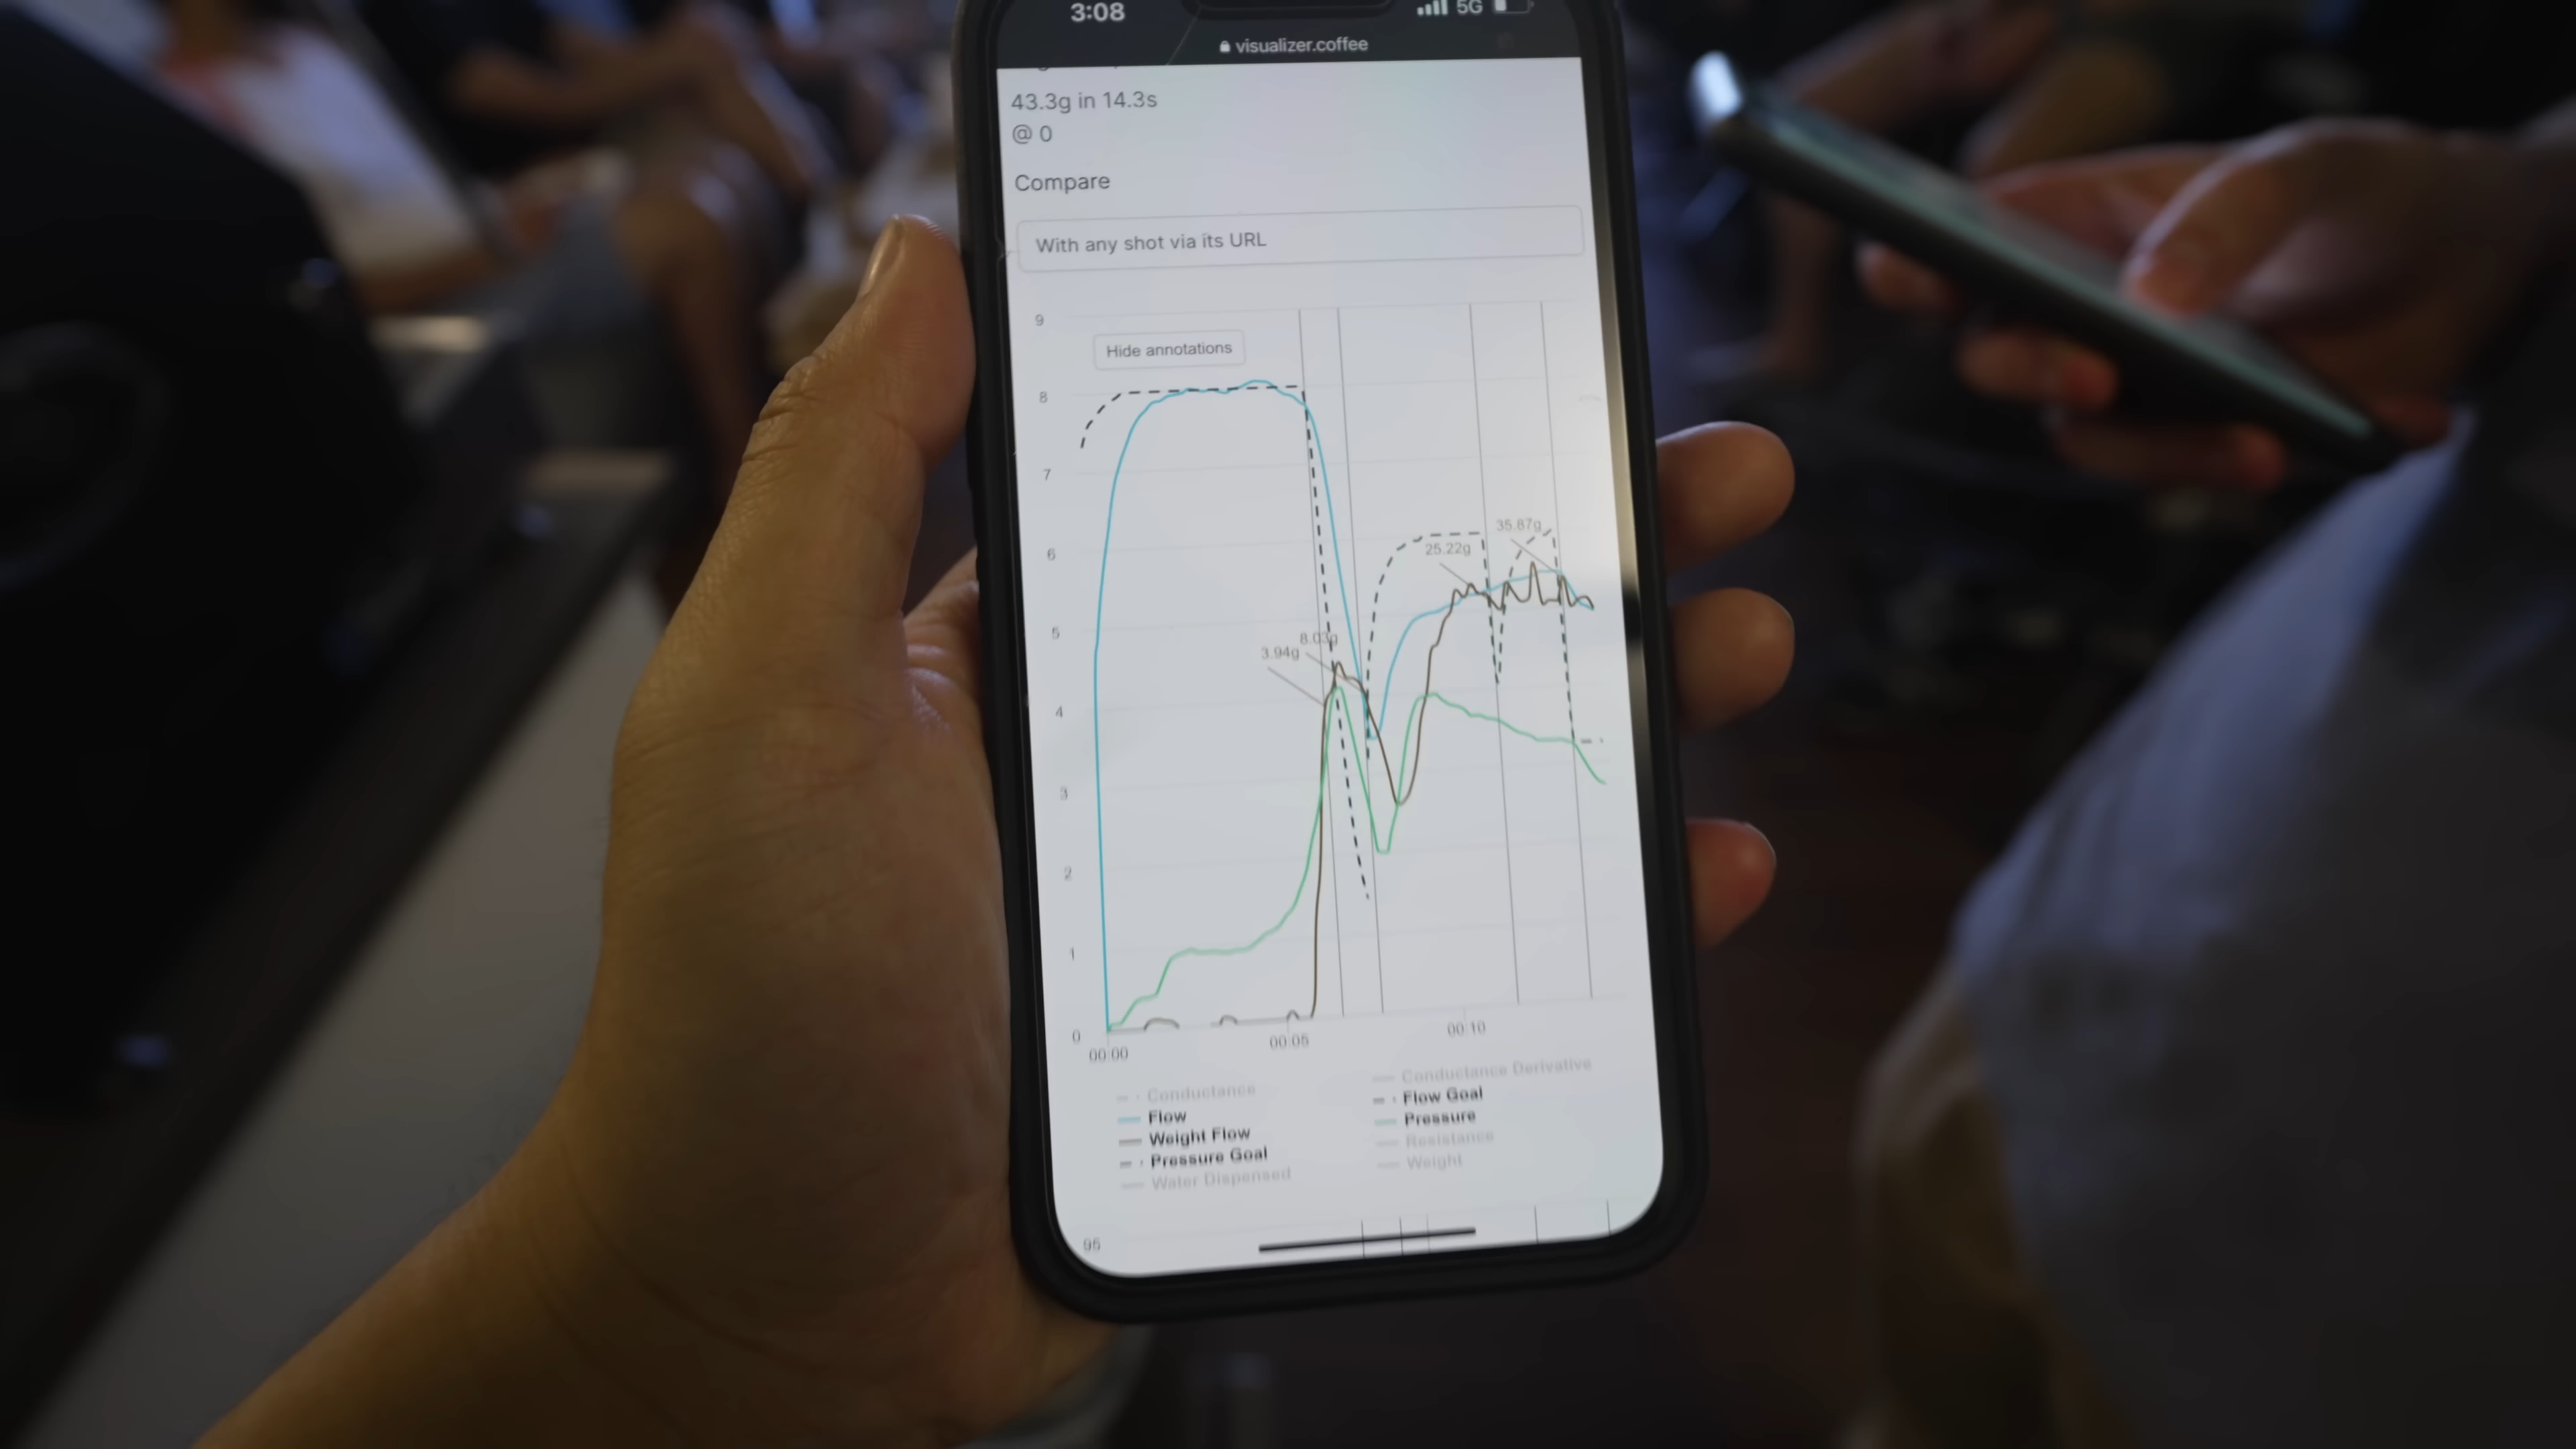 3:08
5G
visualizer.coffee
43.3g in 14.3s
@ 0
Compare
With any shot via its URL
9
Hide annotations
8
7
6
5
4
3
2
1
0
35.87g
25.22g
8.03g
3.94g
00:00
00:05
00:10
Conductance
Conductance Derivative
Flow
Flow Goal
Weight Flow
Pressure
Pressure Goal
Resistance
Water Dispensed
Weight
95